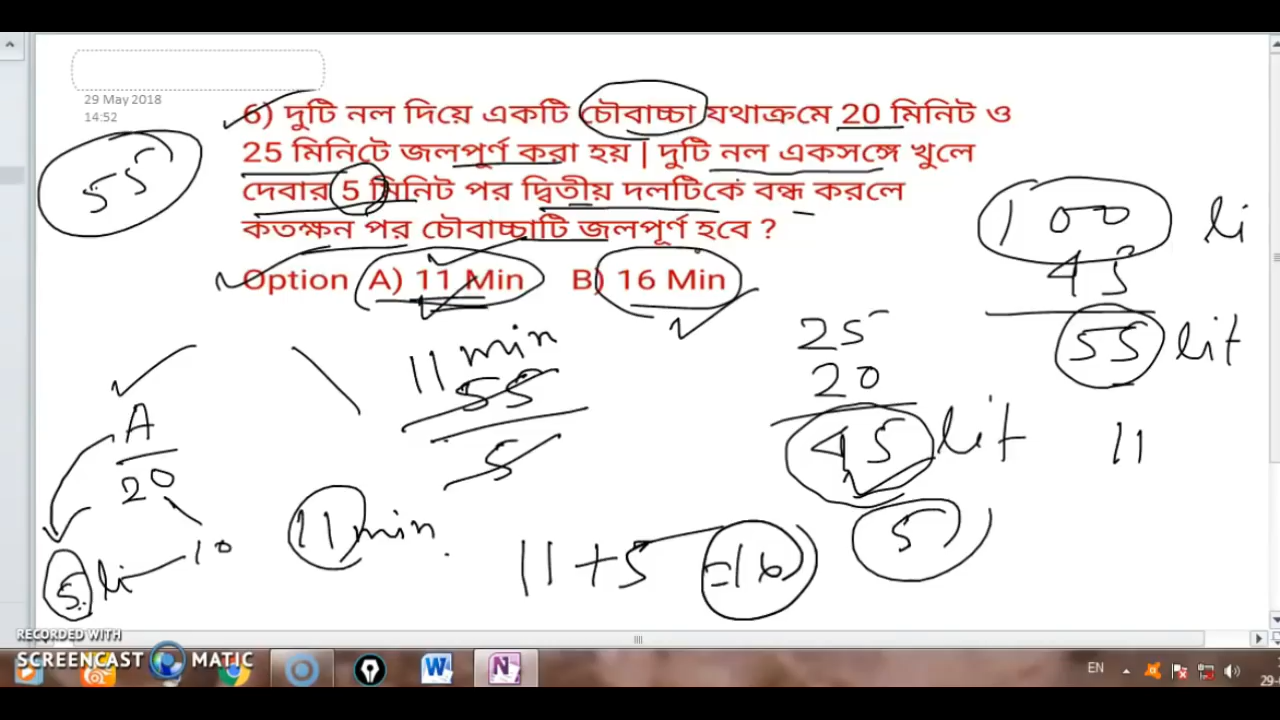 29 May 2018
14:52
6) দুটি নল দিয়ে একটি চৌবাচ্চা যথাক্রমে 20 মিনিট ও
25 মিনিটে জলপুর্ণ করা হয় | দুটি নল একসঙ্গে খুলে
দেবার 5 মিনিট পর দ্বিতীয় দলটিকে বন্ধ করলে
কতক্ষন পর চৌবাচ্চাটি জলপূর্ণ হবে ?
Option A) 11 Min B) 16 Min
55
100 li
45
55 lit
11
25
20
45 lit
5
11 min
55
5
A
20
5 li
10
11 min.
11 + 5 = 16
RECORDED WITH
SCREENCAST MATIC
EN
29-